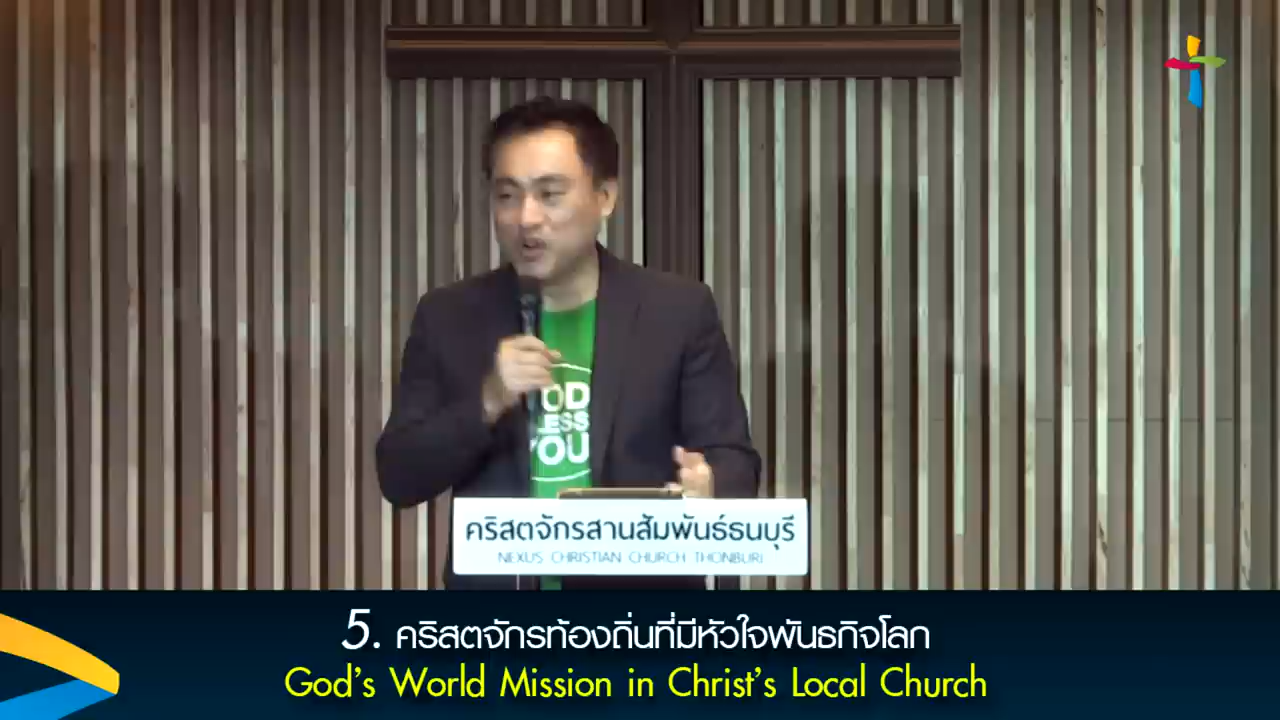 OD
LESS
YOU
คริสตจักรสานสัมพันธ์ธนบุรี
NEXUS CHRISTIAN CHURCH THONBURI
5. คริสตจักรท้องถิ่นที่มีหัวใจพันธกิจโลก
God's World Mission in Christ's Local Church